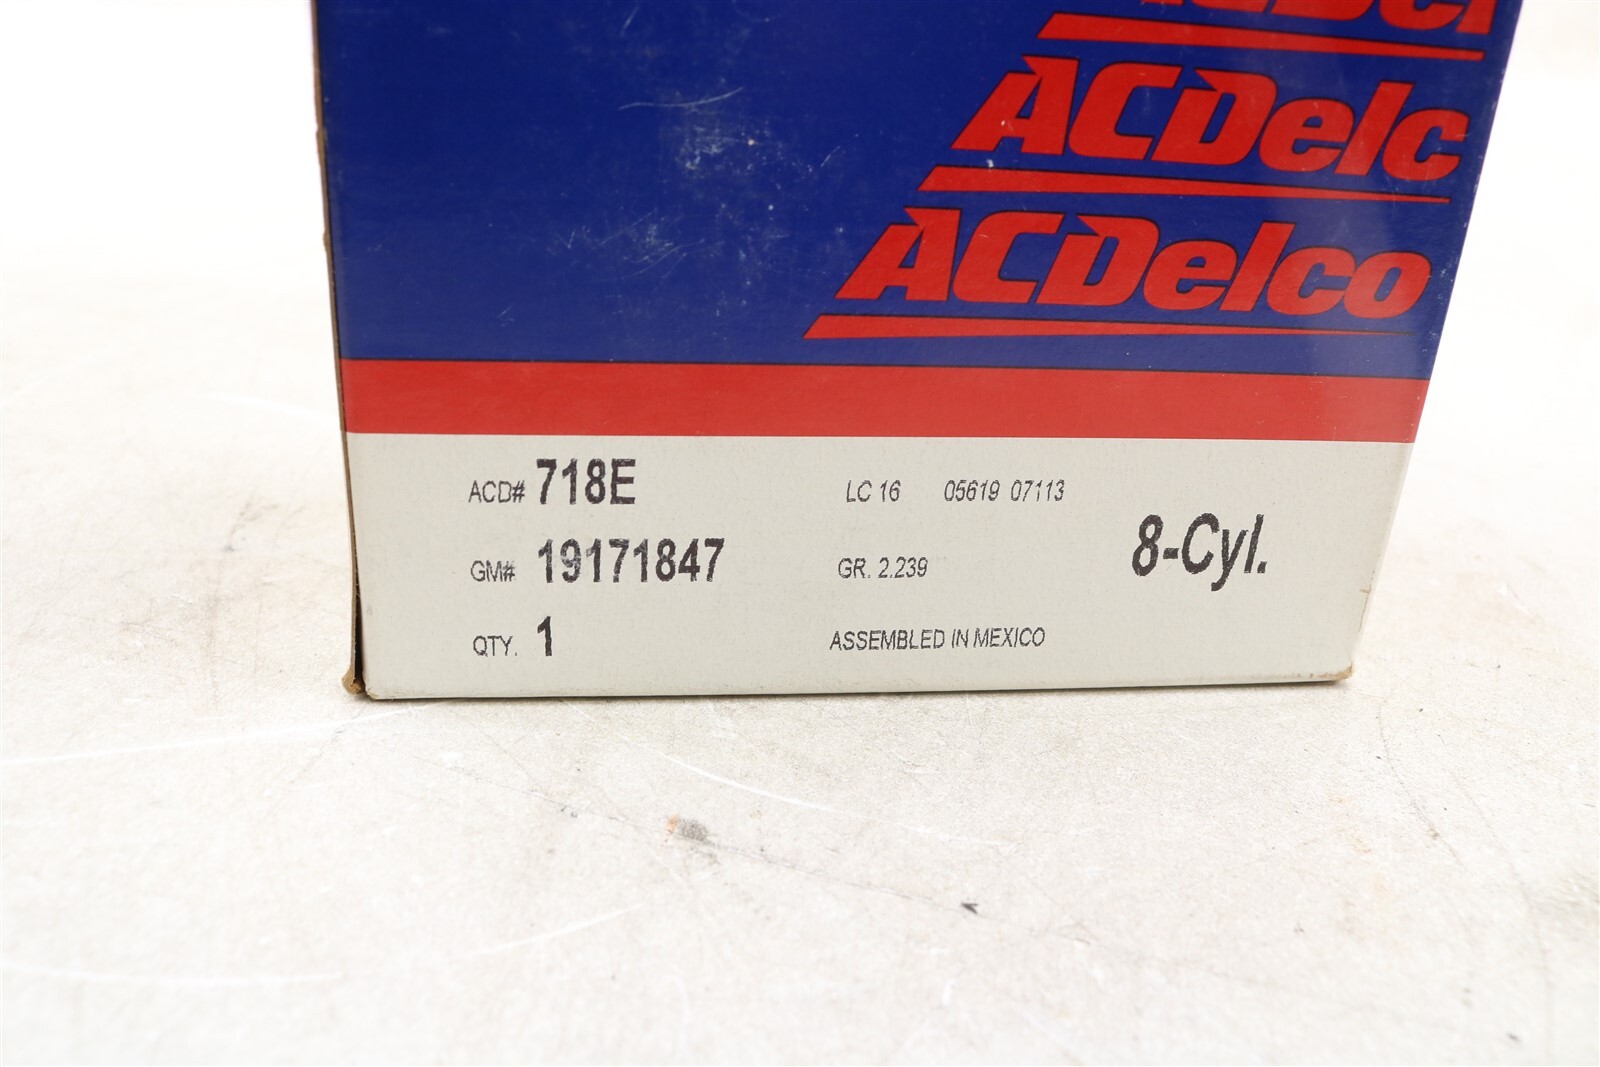 ACDelc
ACDelco
ACD# 718E LC 16 05619 07113
GM# 19171847 GR. 2.239 8-Cyl.
QTY. 1 ASSEMBLED IN MEXICO